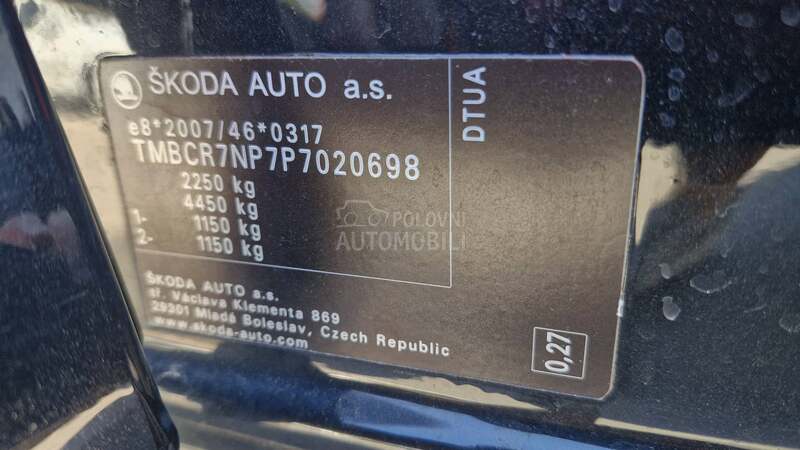 ŠKODA AUTO a.s.
e8*2007/46*0317
TMBCR7NP7P7020698
2250 kg
4450 kg
1- 1150 kg
2- 1150 kg
ŠKODA AUTO a.s.
tř. Václava Klementa 869
29301 Mladá Boleslav, Czech Republic
www.skoda-auto.com
DTUA
0,27
POLOVNI
AUTOMOBILI